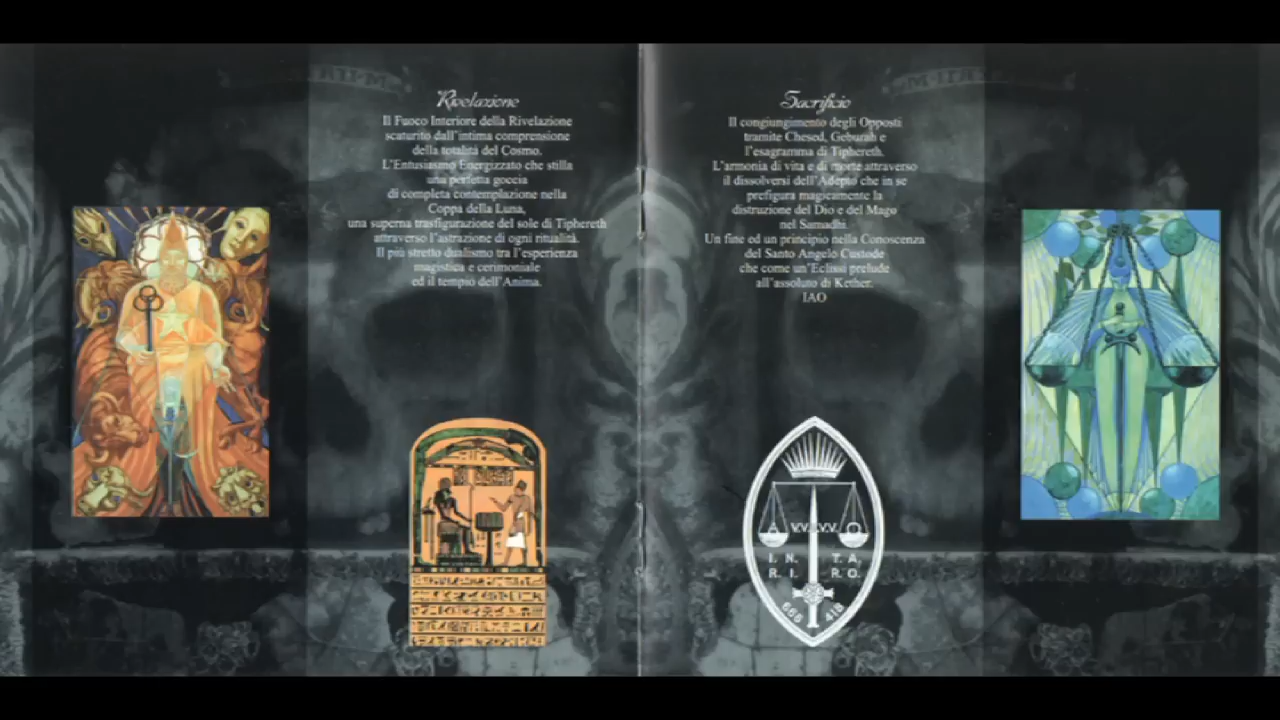 Rivelazione
Il Fuoco Interiore della Rivelazione
scaturito dall'intima comprensione
della totalità del Cosmo.
L'Entusiasmo Energizzato che stilla
una perfetta goccia
di completa contemplazione nella
Coppa della Luna,
una superna trasfigurazione del sole di Tiphereth
attraverso l'astrazione di ogni ritualità.
Il più stretto dualismo tra l'esperienza
magistica e cerimoniale
ed il tempio dell'Anima.
Sacrificio
Il congiungimento degli Opposti
tramite Chesed, Geburah e
l'esagramma di Tiphereth.
L'armonia di vita e di morte attraverso
il dissolversi dell'Adepto che in se
prefigura magicamente la
distruzione del Dio e del Mago
nel Samadhi.
Un fine ed un principio nella Conoscenza
del Santo Angelo Custode
che come un'Eclissi prelude
all'assoluto di Kether.
IAO
A V.V.V.V.V. O
I. N. T. A.
R. I. R. O.
666 418